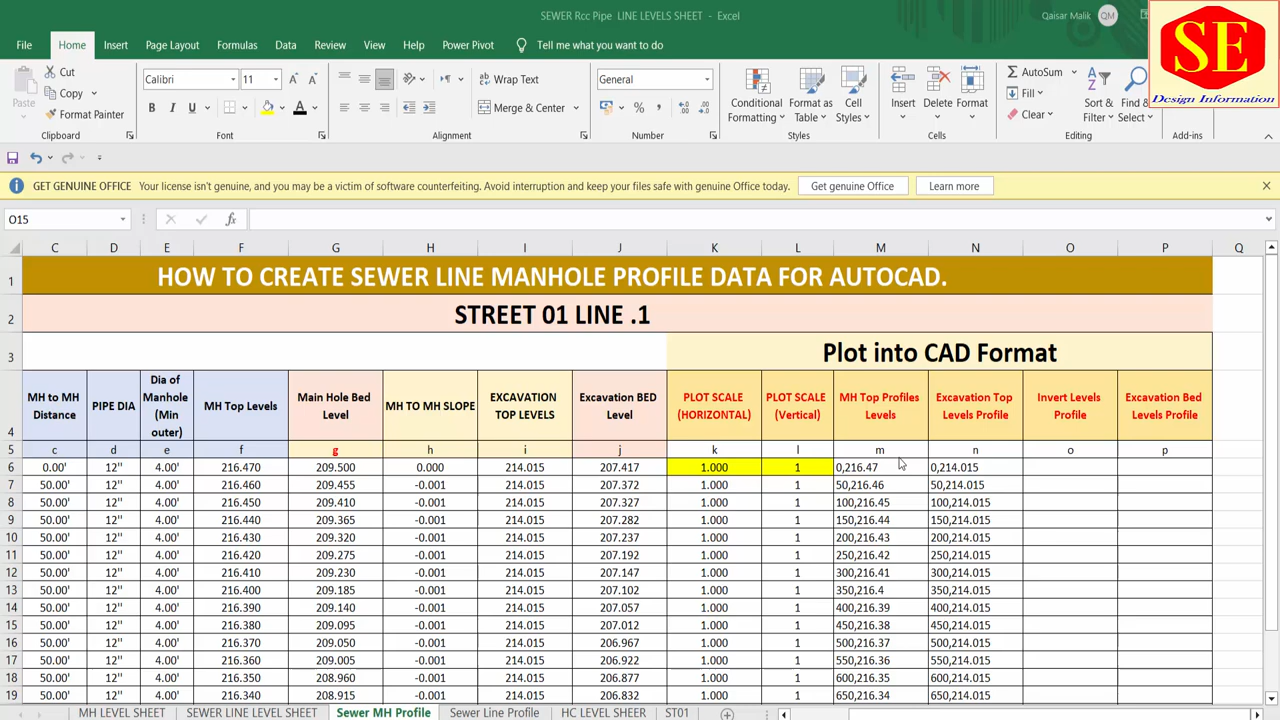 SEWER Rcc Pipe LINE LEVELS SHEET - Excel
Qaisar Malik QM
SE
Design Information
File Home Insert Page Layout Formulas Data Review View Help Power Pivot Tell me what you want to do
Paste Cut Copy Format Painter
Calibri 11
B I U A
Wrap Text
Merge & Center
General
Conditional Formatting
Format as Table
Cell Styles
Insert Delete Format
AutoSum
Fill
Clear
Sort & Filter
Find & Select
Clipboard Font Alignment Number Styles Cells Editing Add-ins
GET GENUINE OFFICE Your license isn't genuine, and you may be a victim of software counterfeiting. Avoid interruption and keep your files safe with genuine Office today. Get genuine Office Learn more
O15 fx
C D E F G H I J K L M N O P Q
1 HOW TO CREATE SEWER LINE MANHOLE PROFILE DATA FOR AUTOCAD.
2 STREET 01 LINE .1
3 Plot into CAD Format
4 MH to MH Distance PIPE DIA Dia of Manhole (Min outer) MH Top Levels Main Hole Bed Level MH TO MH SLOPE EXCAVATION TOP LEVELS Excavation BED Level PLOT SCALE (HORIZONTAL) PLOT SCALE (Vertical) MH Top Profiles Levels Excavation Top Levels Profile Invert Levels Profile Excavation Bed Levels Profile
5 c d e f g h i j k l m n o p
6 0.00' 12" 4.00' 216.470 209.500 0.000 214.015 207.417 1.000 1 0,216.47 0,214.015
7 50.00' 12" 4.00' 216.460 209.455 -0.001 214.015 207.372 1.000 1 50,216.46 50,214.015
8 50.00' 12" 4.00' 216.450 209.410 -0.001 214.015 207.327 1.000 1 100,216.45 100,214.015
9 50.00' 12" 4.00' 216.440 209.365 -0.001 214.015 207.282 1.000 1 150,216.44 150,214.015
10 50.00' 12" 4.00' 216.430 209.320 -0.001 214.015 207.237 1.000 1 200,216.43 200,214.015
11 50.00' 12" 4.00' 216.420 209.275 -0.001 214.015 207.192 1.000 1 250,216.42 250,214.015
12 50.00' 12" 4.00' 216.410 209.230 -0.001 214.015 207.147 1.000 1 300,216.41 300,214.015
13 50.00' 12" 4.00' 216.400 209.185 -0.001 214.015 207.102 1.000 1 350,216.4 350,214.015
14 50.00' 12" 4.00' 216.390 209.140 -0.001 214.015 207.057 1.000 1 400,216.39 400,214.015
15 50.00' 12" 4.00' 216.380 209.095 -0.001 214.015 207.012 1.000 1 450,216.38 450,214.015
16 50.00' 12" 4.00' 216.370 209.050 -0.001 214.015 206.967 1.000 1 500,216.37 500,214.015
17 50.00' 12" 4.00' 216.360 209.005 -0.001 214.015 206.922 1.000 1 550,216.36 550,214.015
18 50.00' 12" 4.00' 216.350 208.960 -0.001 214.015 206.877 1.000 1 600,216.35 600,214.015
19 50.00' 12" 4.00' 216.340 208.915 -0.001 214.015 206.832 1.000 1 650,216.34 650,214.015
MH LEVEL SHEET SEWER LINE LEVEL SHEET Sewer MH Profile Sewer Line Profile HC LEVEL SHEER ST01